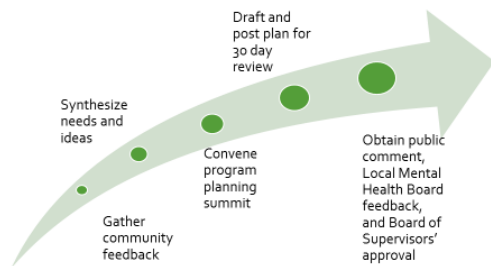 Draft and
post plan for
30 day
review
Synthesize
needs and
ideas
Convene
program
planning
summit
Obtain public
comment,
Local Mental
Health Board
feedback,
and Board of
Supervisors'
approval
Gather
community
feedback